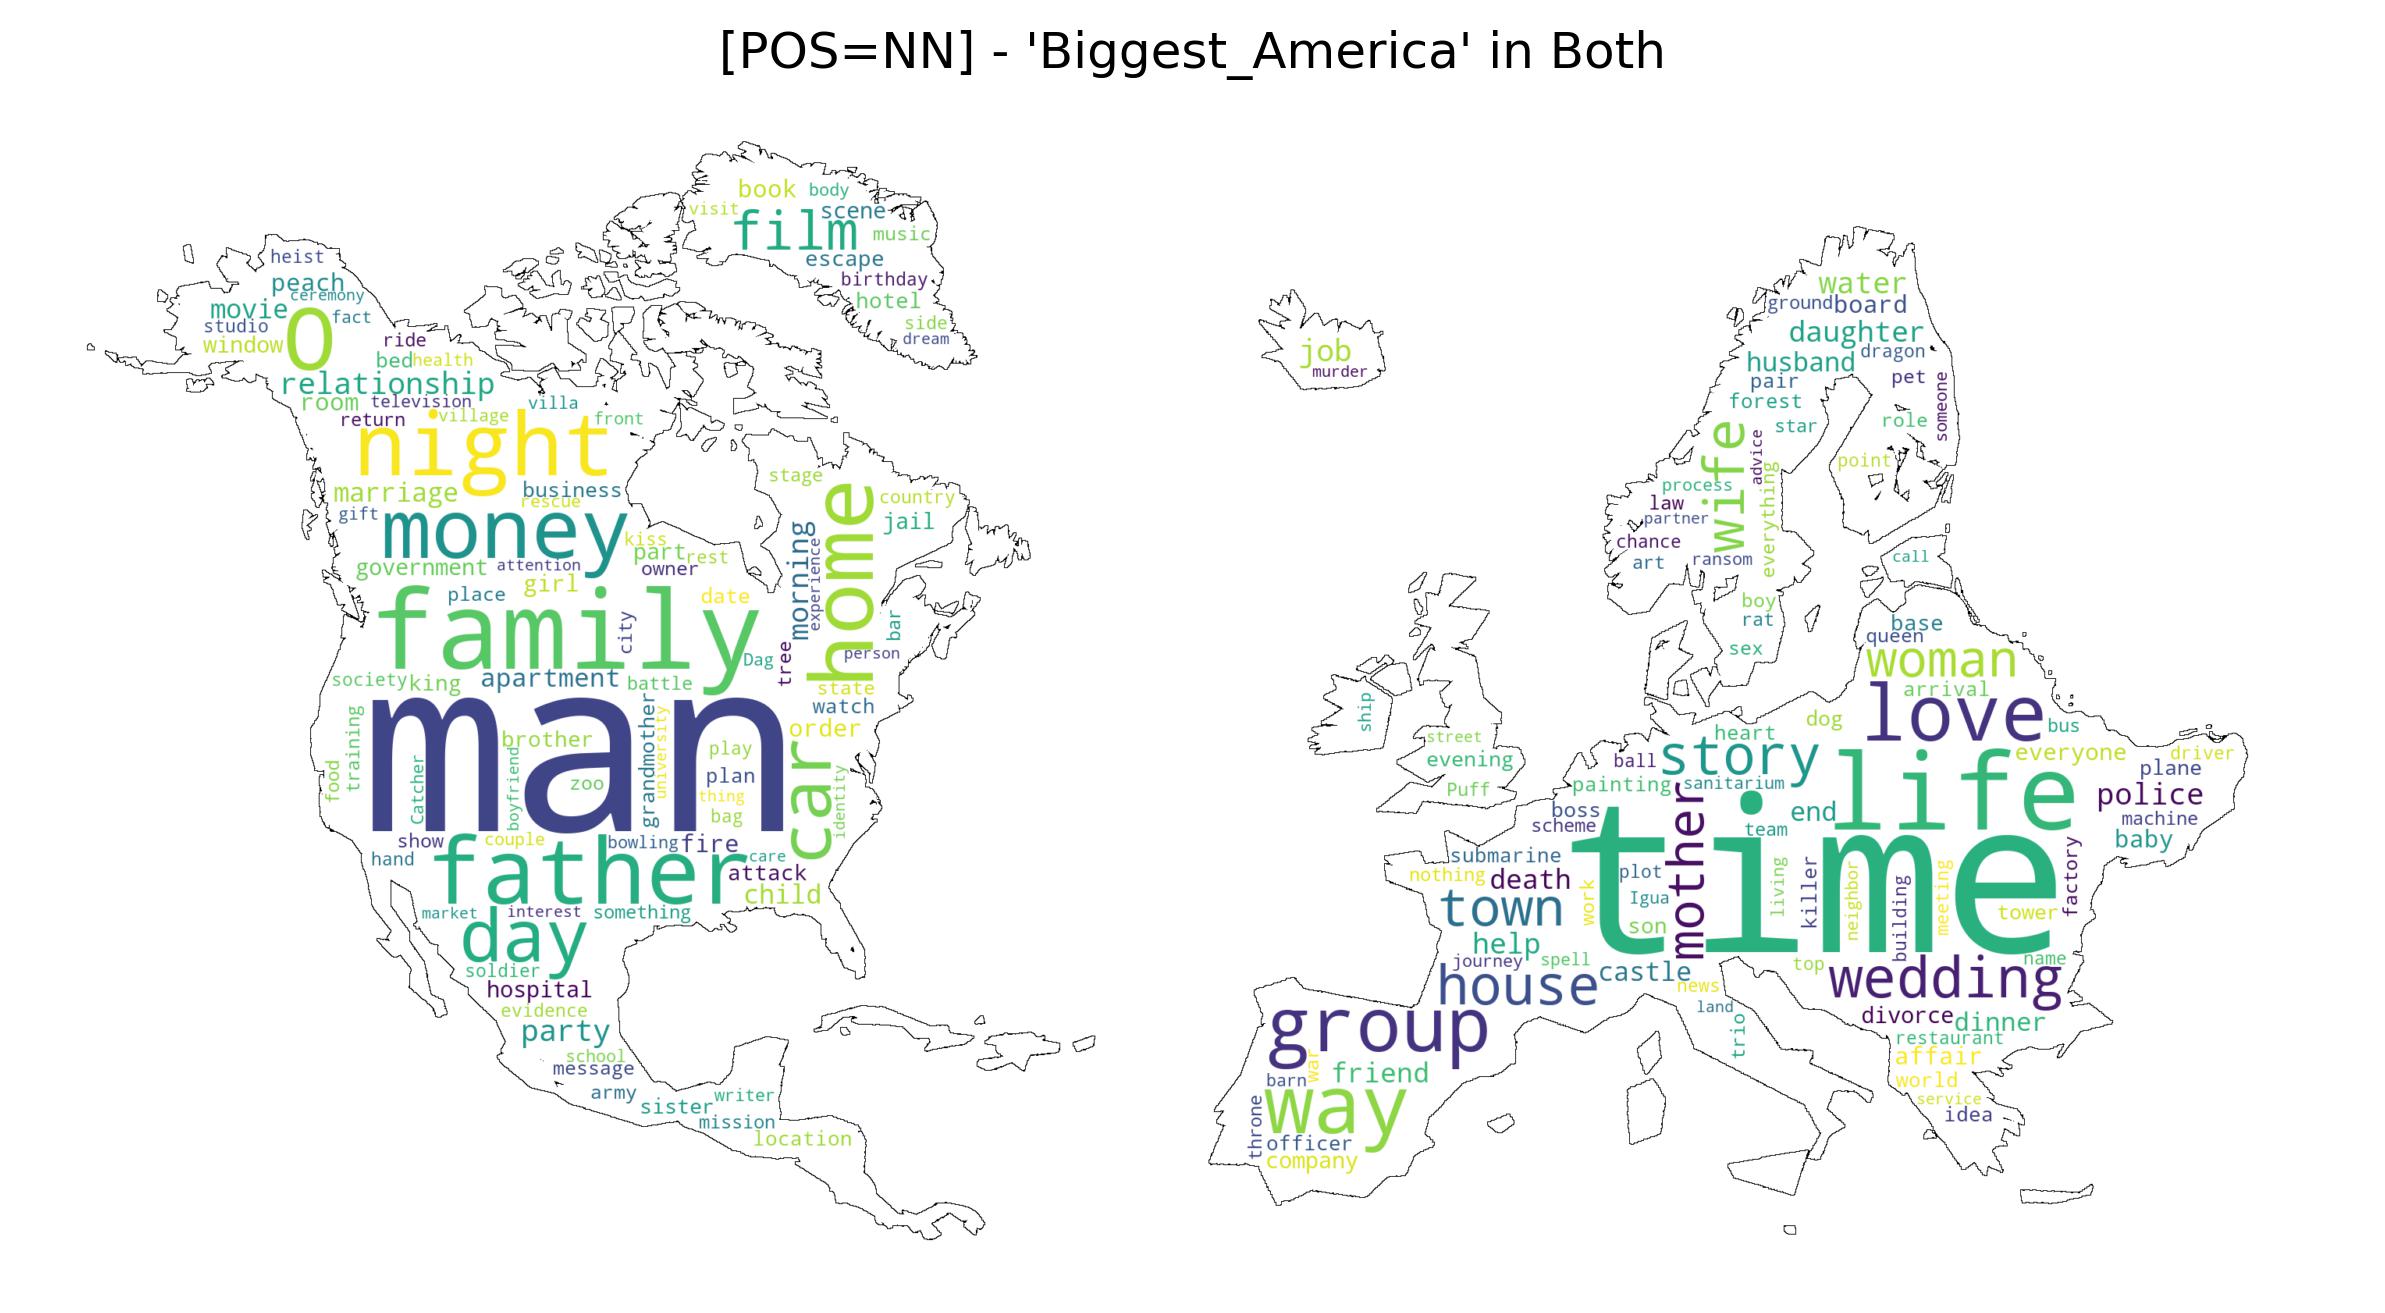 [POS=NN] - 'Biggest_America' in Both
book body
visit scene
film music
escape
birthday
hotel
side
dream
heist
peach
ceremony
movie O fact
studio
window
ride
bed health
relationship
room television villa
return village front
night
marriage business
rescue
gift money kiss
part rest
government attention owner
girl
place date
family city
Dag tree
stage
home country
jail
morning
experience
bar
person
society king apartment battle state
watch
order
man
training
food
Catcher
brother
boyfriend
zoo
grandmother
university
play
plan
thing
bag
car
identity
show couple bowling fire
hand father care
attack
child
market interest something
day
soldier
hospital
evidence
party
school
message
army
sister writer
mission
location
job
murder
water
ground board
daughter
husband dragon
pair pet
forest someone
star role
wife advice
point
process everything
law
partner
chance
art ransom
call
boy
rat
sex
base
queen
woman
arrival
love bus
ship
street
evening
Puff
dog
heart
ball story everyone driver
painting sanitarium life plane
police
boss mother end machine
scheme team baby
time
submarine plot
nothing death
work Igua living killer neighbor building meeting factory
town son tower
help
journey spell castle top name
house news wedding
land
trio divorce dinner
group restaurant
affair
war
barn friend world
way service
throne idea
officer
company